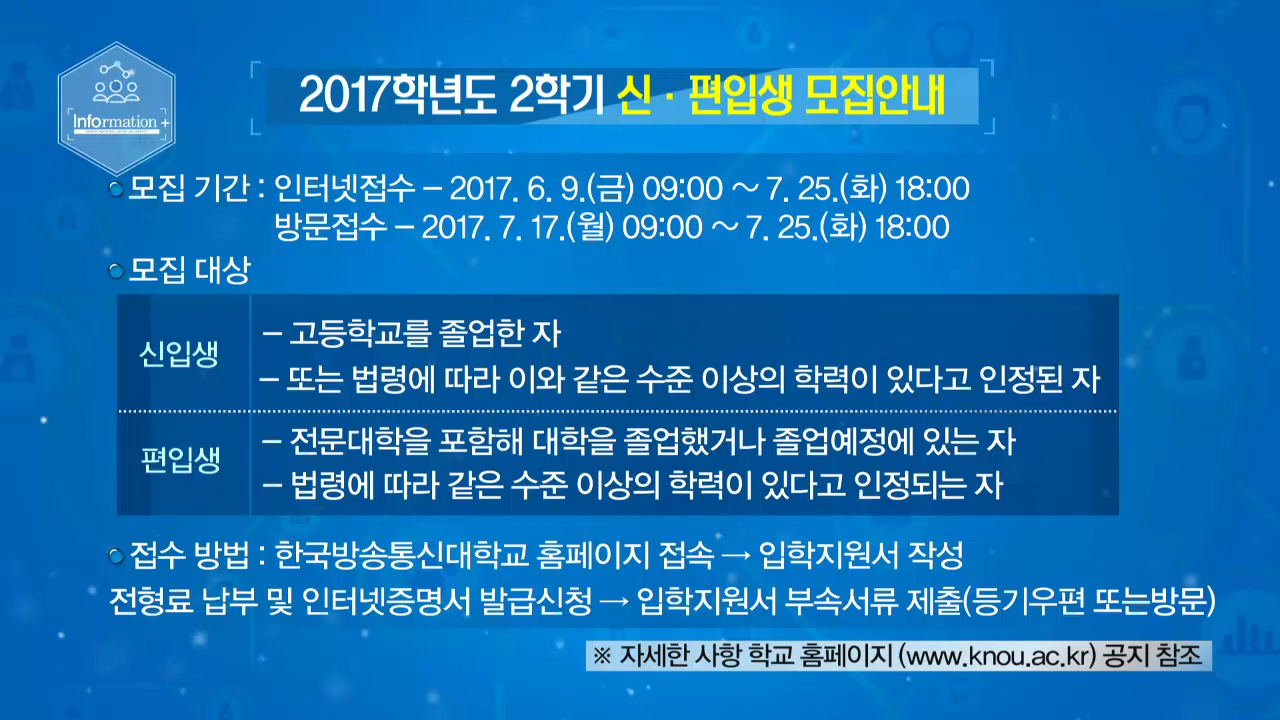 2017학년도 2학기 신·편입생 모집안내
Information +
모집 기간 : 인터넷접수 – 2017. 6. 9.(금) 09:00 ~ 7. 25.(화) 18:00
방문접수 – 2017. 7. 17.(월) 09:00 ~ 7. 25.(화) 18:00
모집 대상
신입생
– 고등학교를 졸업한 자
– 또는 법령에 따라 이와 같은 수준 이상의 학력이 있다고 인정된 자
편입생
– 전문대학을 포함해 대학을 졸업했거나 졸업예정에 있는 자
– 법령에 따라 같은 수준 이상의 학력이 있다고 인정되는 자
접수 방법 : 한국방송통신대학교 홈페이지 접속 → 입학지원서 작성
전형료 납부 및 인터넷증명서 발급신청 → 입학지원서 부속서류 제출(등기우편 또는방문)
※ 자세한 사항 학교 홈페이지 (www.knou.ac.kr) 공지 참조